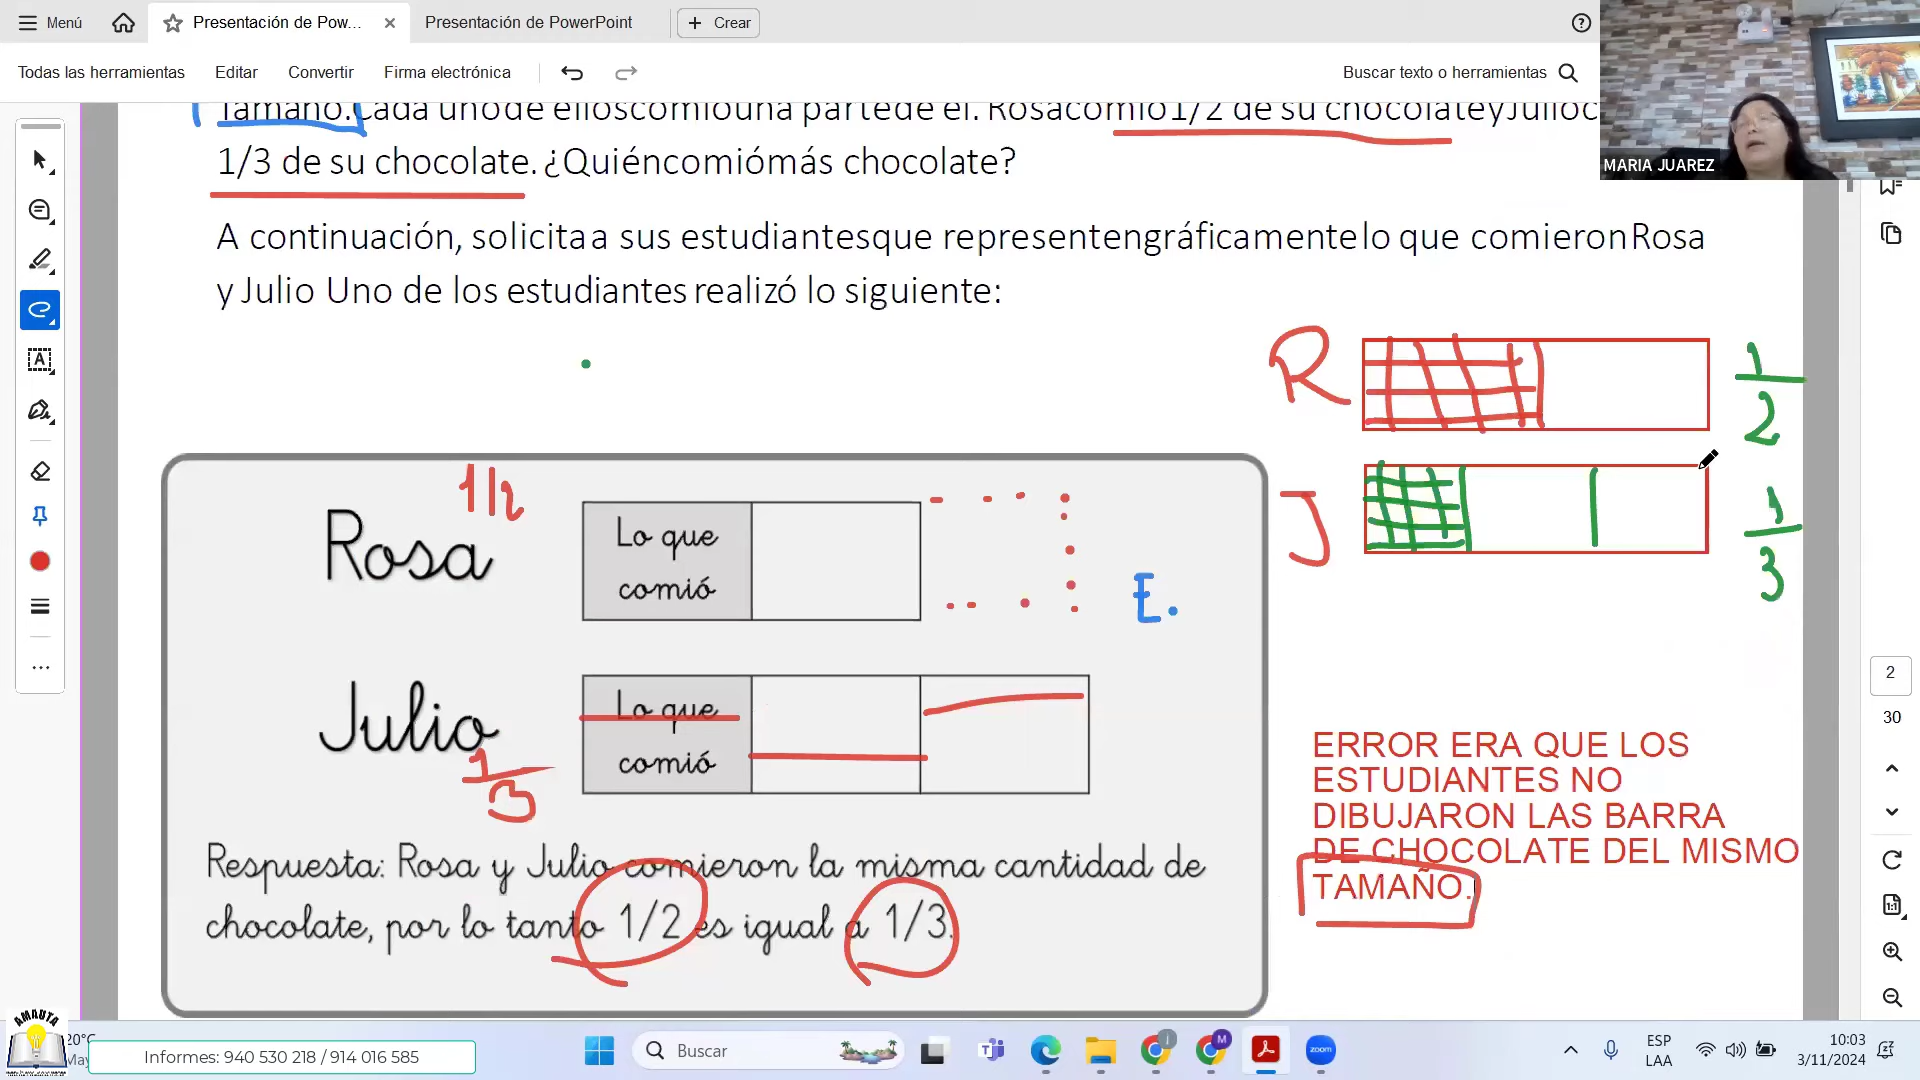 Menú
Presentación de Pow...
Presentación de PowerPoint
Crear
Todas las herramientas
Editar
Convertir
Firma electrónica
Buscar texto o herramientas
MARIA JUAREZ
Tamaño.Cada uno de ellos comio una parte de el. Rosa comio 1/2 de su chocolate y Julio c
1/3 de su chocolate. ¿Quién comió más chocolate?
A continuación, solicita a sus estudiantes que representen gráficamente lo que comieron Rosa
y Julio Uno de los estudiantes realizó lo siguiente:
R
1
2
J
1
3
1/2
Rosa
Lo que
comió
E.
Julio
1
3
Lo que
comió
Respuesta: Rosa y Julio comieron la misma cantidad de
chocolate, por lo tanto 1/2 es igual a 1/3.
ERROR ERA QUE LOS
ESTUDIANTES NO
DIBUJARON LAS BARRA
DE CHOCOLATE DEL MISMO
TAMAÑO.
2
30
AMAUTA
20°C
Informes: 940 530 218 / 914 016 585
Buscar
zoom
ESP
LAA
10:03
3/11/2024